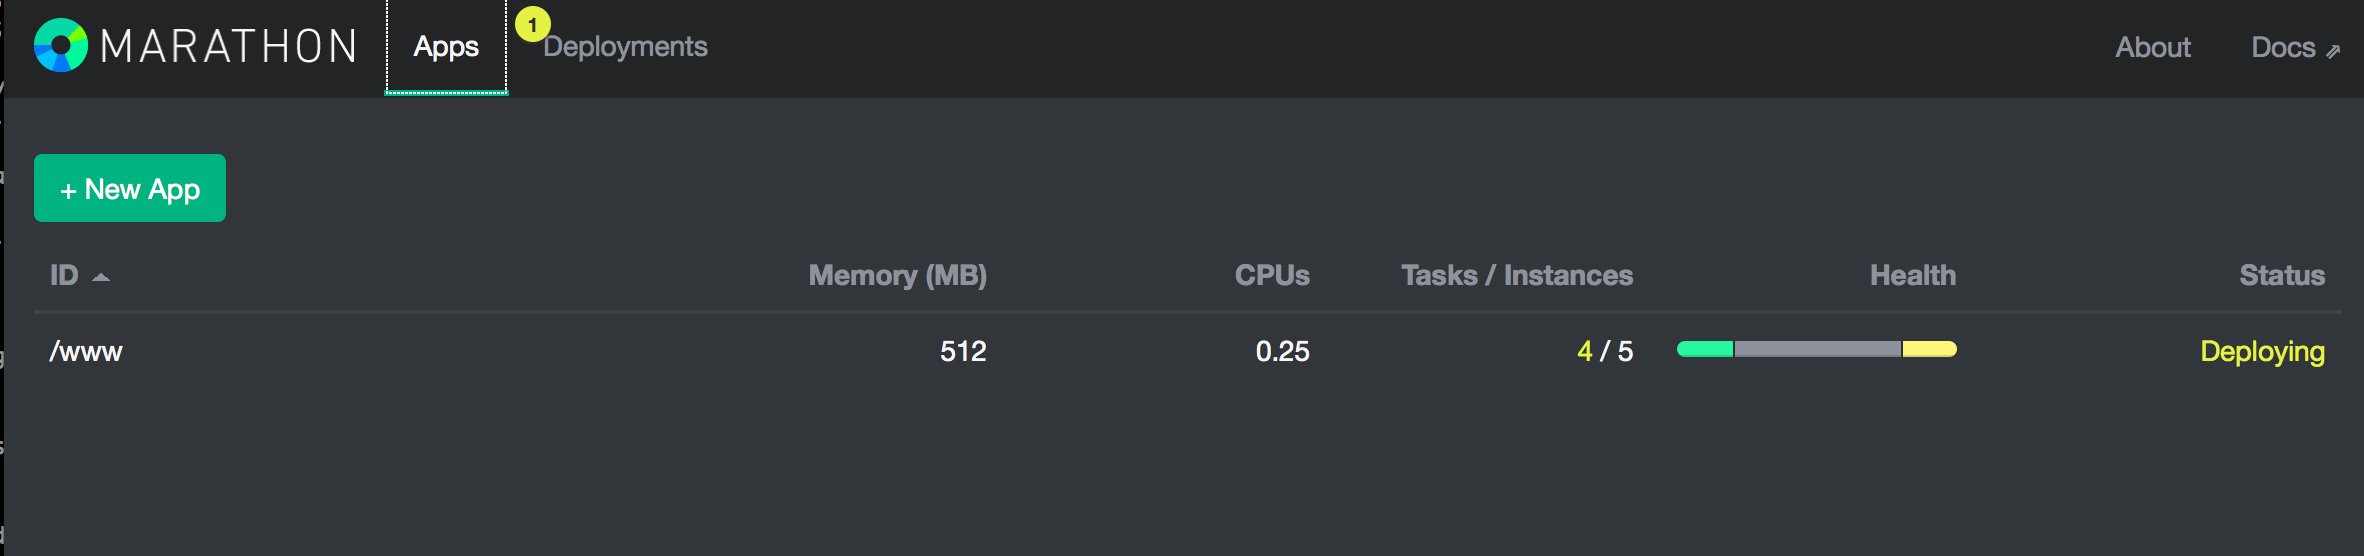 MARATHON Apps 1 Deployments About Docs ⇗
+ New App
ID Memory (MB) CPUs Tasks / Instances Health Status
/www 512 0.25 4 / 5 Deploying